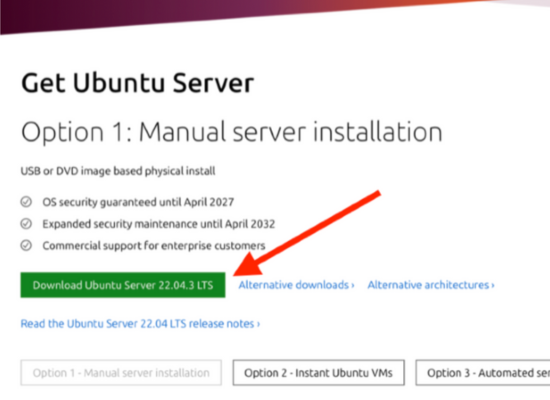 Get Ubuntu Server
Option 1: Manual server installation
USB or DVD image based physical install
OS security guaranteed until April 2027
Expanded security maintenance until April 2032
Commercial support for enterprise customers
Download Ubuntu Server 22.04.3 LTS Alternative downloads › Alternative architectures ›
Read the Ubuntu Server 22.04 LTS release notes ›
Option 1 - Manual server installation Option 2 - Instant Ubuntu VMs Option 3 - Automated ser